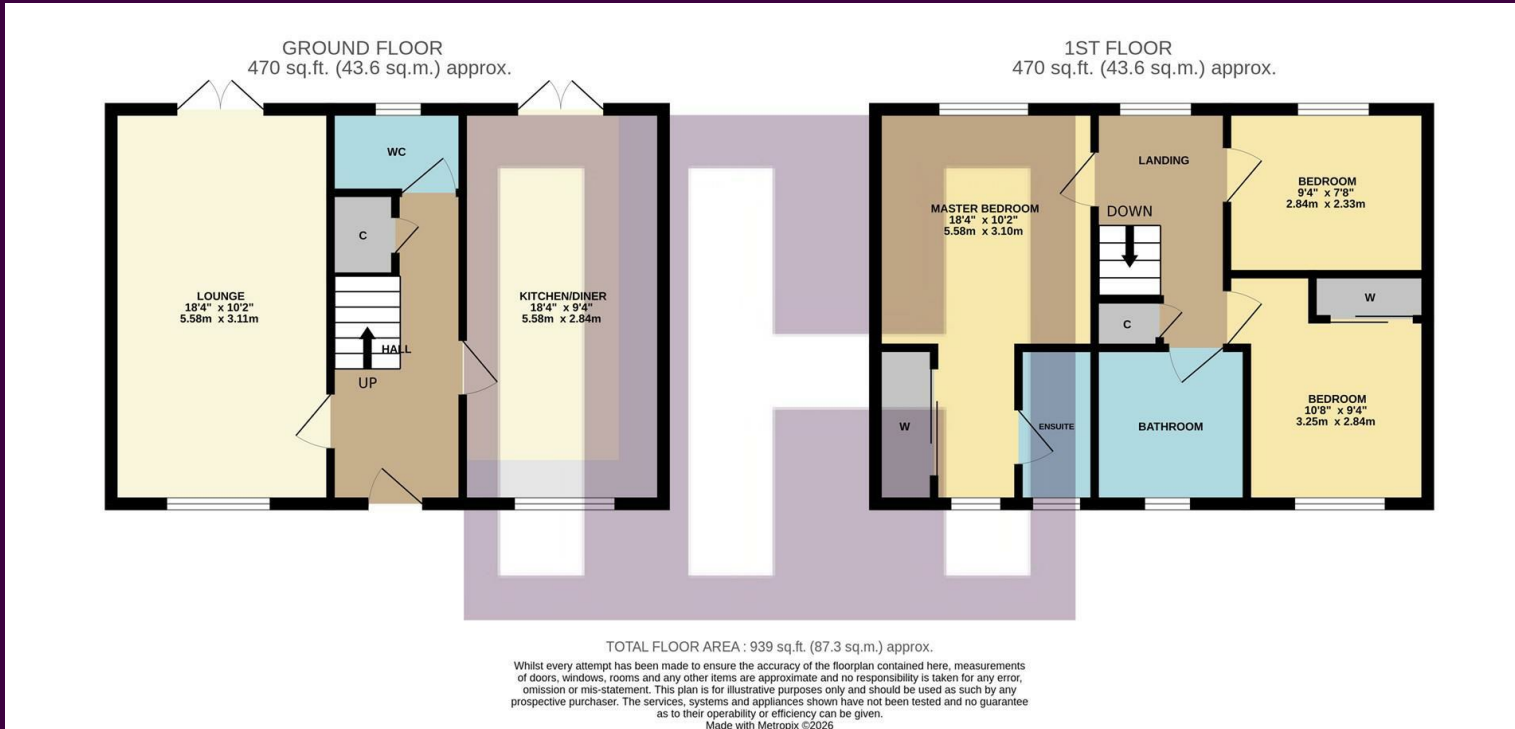 GROUND FLOOR
470 sq.ft. (43.6 sq.m.) approx.
WC
C
LOUNGE
18'4" x 10'2"
5.58m x 3.11m
HALL
UP
KITCHEN/DINER
18'4" x 9'4"
5.58m x 2.84m
1ST FLOOR
470 sq.ft. (43.6 sq.m.) approx.
LANDING
BEDROOM
9'4" x 7'8"
2.84m x 2.33m
MASTER BEDROOM
18'4" x 10'2"
5.58m x 3.10m
DOWN
W
C
BEDROOM
10'8" x 9'4"
3.25m x 2.84m
W
ENSUITE
BATHROOM
TOTAL FLOOR AREA : 939 sq.ft. (87.3 sq.m.) approx.
Whilst every attempt has been made to ensure the accuracy of the floorplan contained here, measurements
of doors, windows, rooms and any other items are approximate and no responsibility is taken for any error,
omission or mis-statement. This plan is for illustrative purposes only and should be used as such by any
prospective purchaser. The services, systems and appliances shown have not been tested and no guarantee
as to their operability or efficiency can be given.
Made with Metropix ©2026